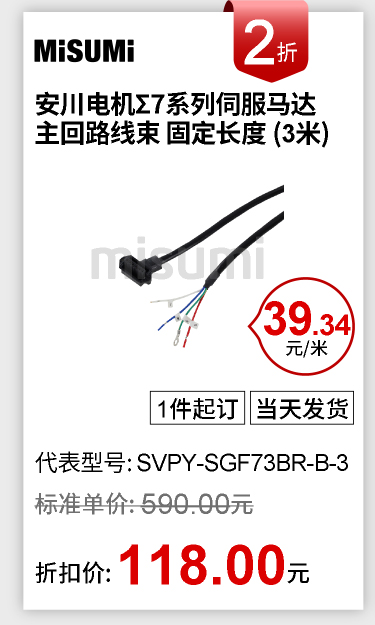 MiSUMi
2折
安川电机Σ7系列伺服马达
主回路线束 固定长度 (3米)
misumi
39.34
元/米
1件起订 当天发货
代表型号: SVPY-SGF73BR-B-3
标准单价: 590.00元
折扣价: 118.00元